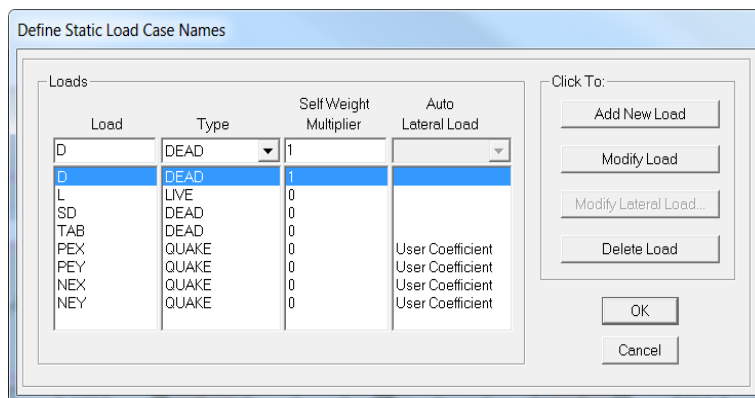 Define Static Load Case Names
Loads
Load Type Self Weight Multiplier Auto Lateral Load
D DEAD 1
D DEAD 1
L LIVE 0
SD DEAD 0
TAB DEAD 0
PEX QUAKE 0 User Coefficient
PEY QUAKE 0 User Coefficient
NEX QUAKE 0 User Coefficient
NEY QUAKE 0 User Coefficient
Click To:
Add New Load
Modify Load
Modify Lateral Load...
Delete Load
OK
Cancel